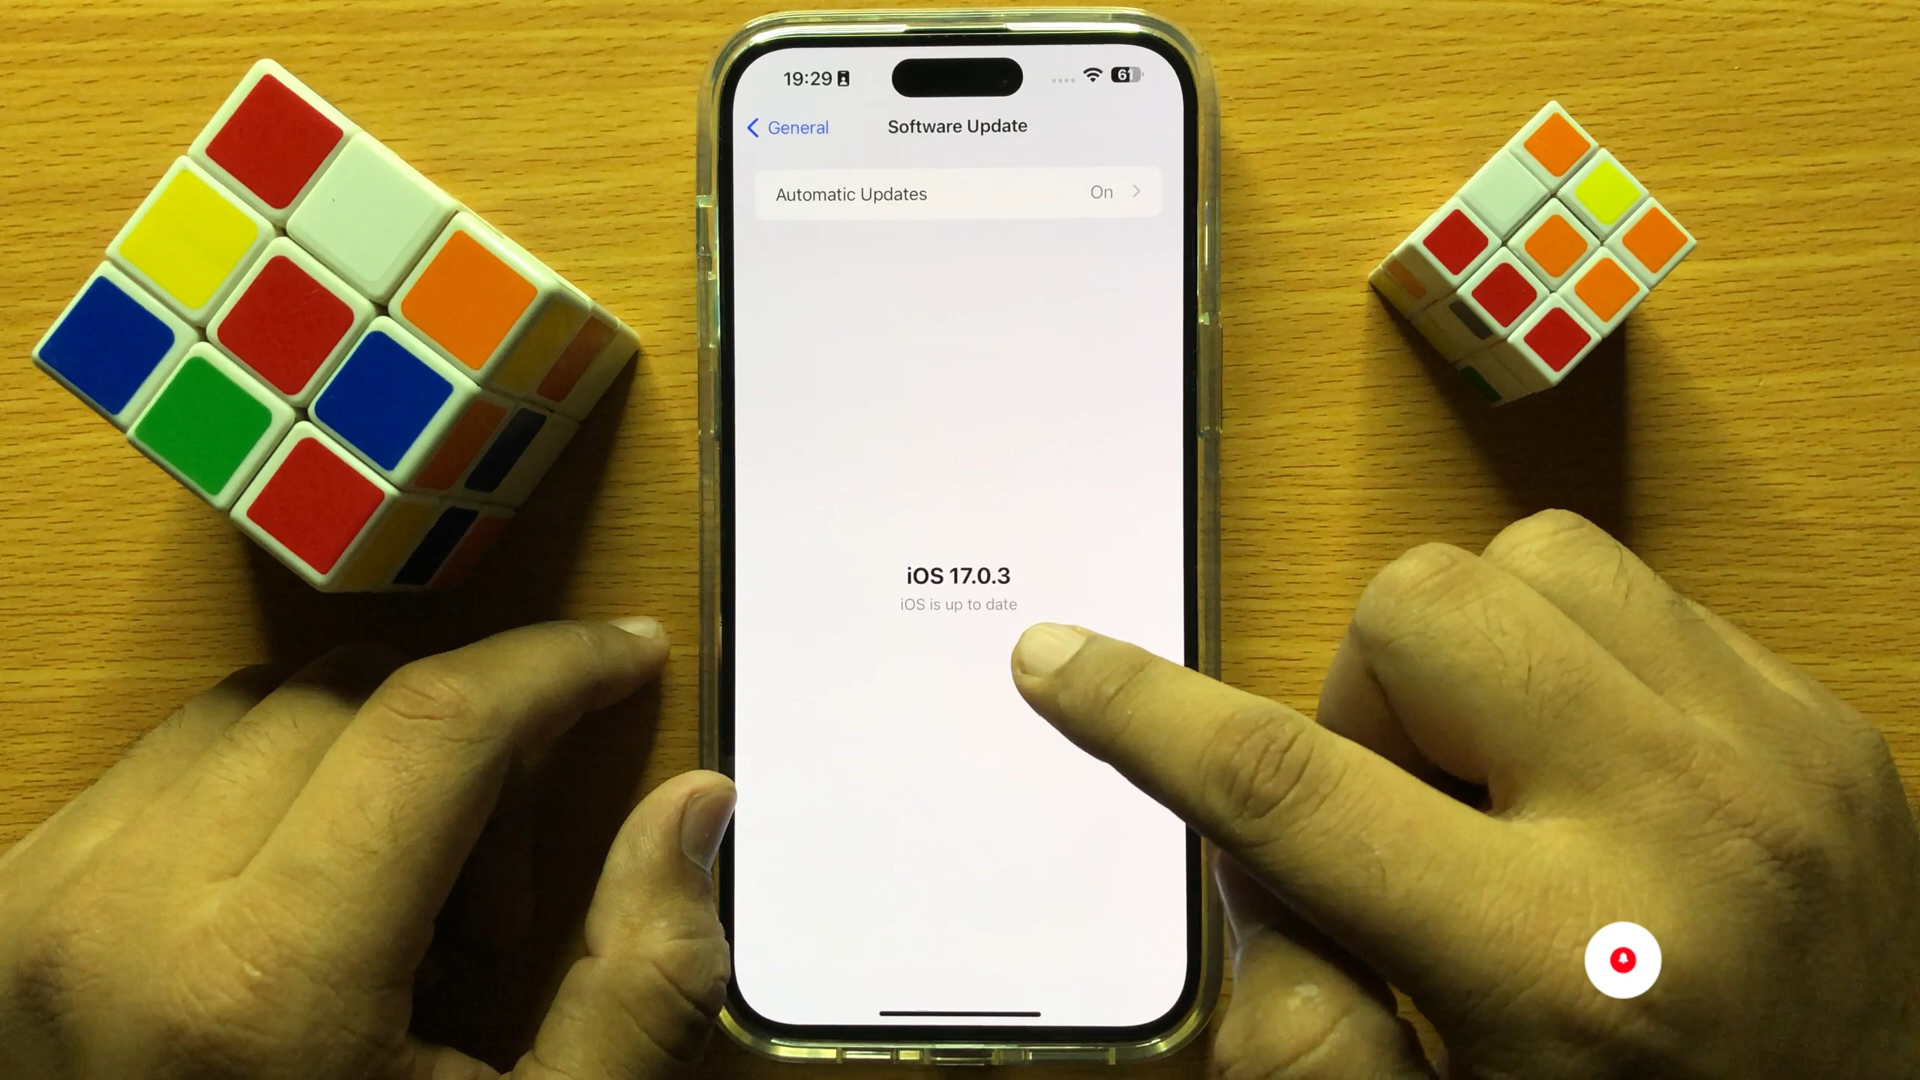 19:29
61
General
Software Update
Automatic Updates
On
iOS 17.0.3
iOS is up to date